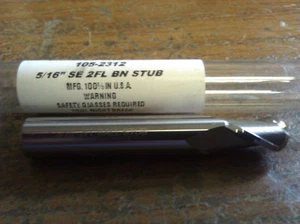 105-2312
5/16" SE 2FL BN STUB
MFG. 100% IN U.S.A.
WARNING
SAFETY GLASSES REQUIRED